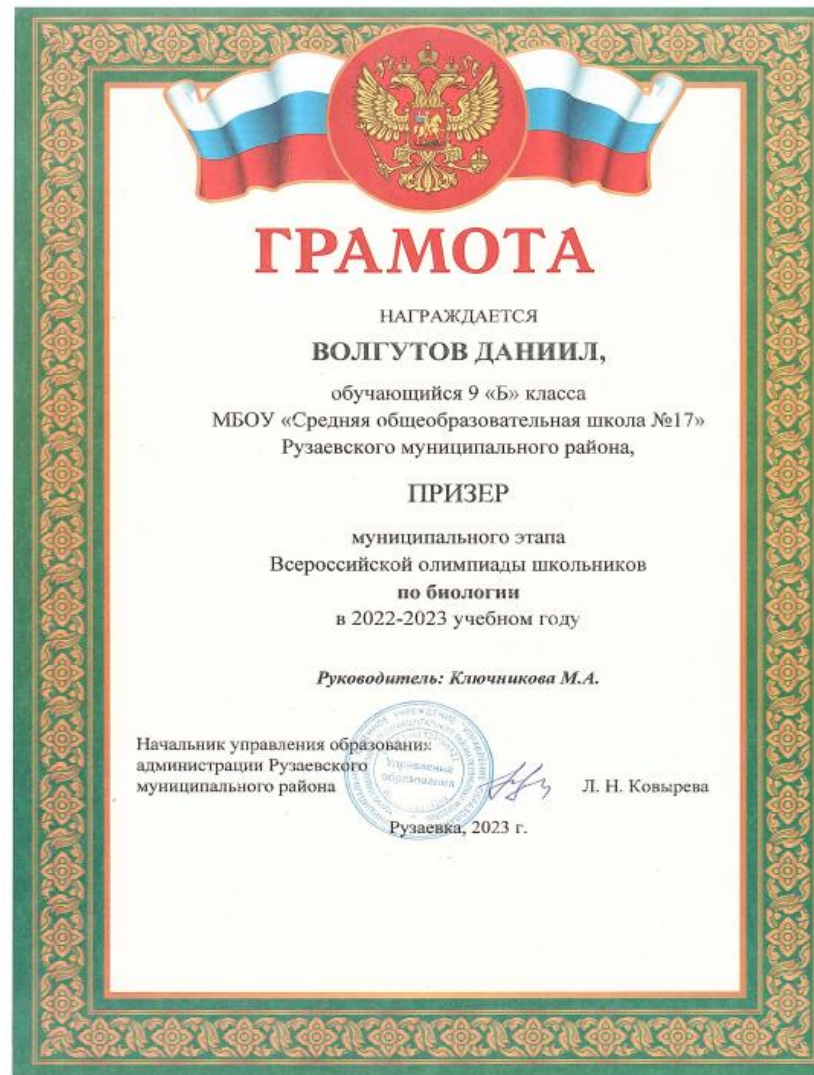 ГРАМОТА
НАГРАЖДАЕТСЯ
ВОЛГУТОВ ДАНИИЛ,
обучающийся 9 «Б» класса
МБОУ «Средняя общеобразовательная школа №17»
Рузаевского муниципального района,
ПРИЗЕР
муниципального этапа
Всероссийской олимпиады школьников
по биологии
в 2022-2023 учебном году
Руководитель: Ключникова М.А.
Начальник управления образования
администрации Рузаевского
муниципального района
Управление
образования
Л. Н. Ковырева
Рузаевка, 2023 г.